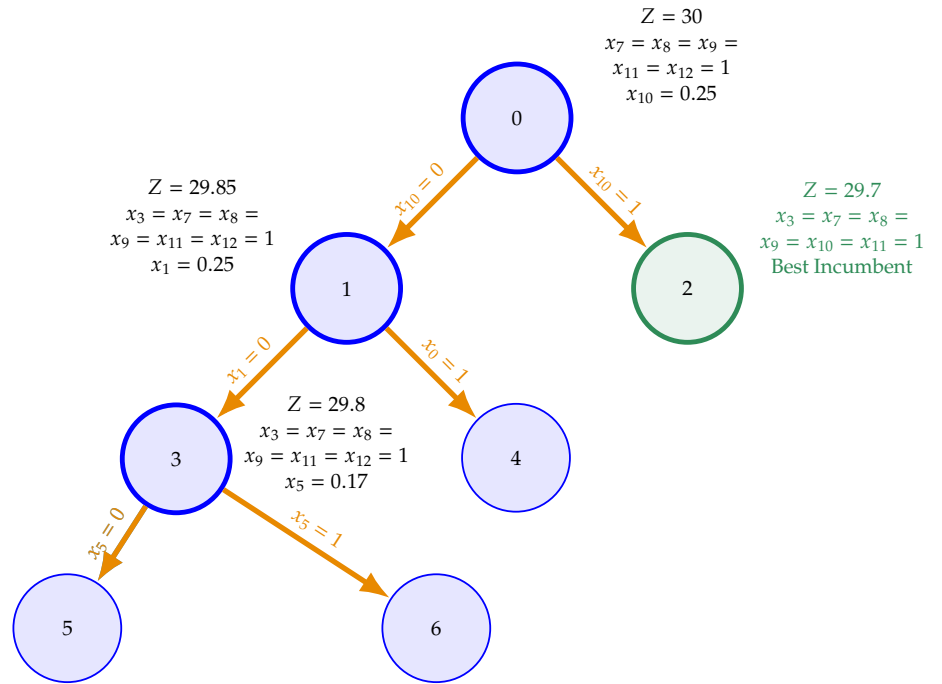 Z = 30
x₇ = x₈ = x₉ =
x₁₁ = x₁₂ = 1
x₁₀ = 0.25
0
x₁₀ = 0
x₁₀ = 1
Z = 29.85
x₃ = x₇ = x₈ =
x₉ = x₁₁ = x₁₂ = 1
x₁ = 0.25
Z = 29.7
x₃ = x₇ = x₈ =
x₉ = x₁₀ = x₁₁ = 1
Best Incumbent
1
2
x₁ = 0
x₀ = 1
Z = 29.8
x₃ = x₇ = x₈ =
x₉ = x₁₁ = x₁₂ = 1
x₅ = 0.17
3
4
x₅ = 0
x₅ = 1
5
6